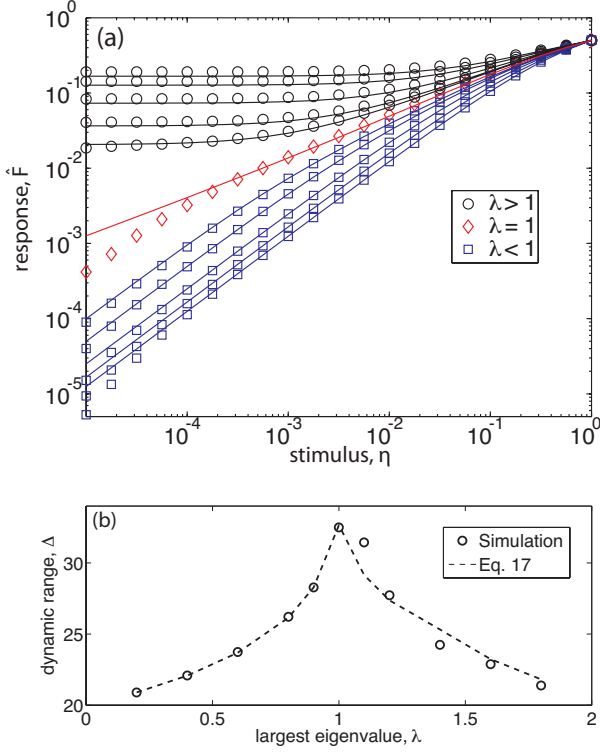 (a)
10^0
10^-1
10^-2
10^-3
10^-4
10^-5
response, F̂
○ λ > 1
◇ λ = 1
□ λ < 1
10^-4 10^-3 10^-2 10^-1 10^0
stimulus, η
(b)
30
25
20
dynamic range, Δ
○ Simulation
--- Eq. 17
0 0.5 1 1.5 2
largest eigenvalue, λ